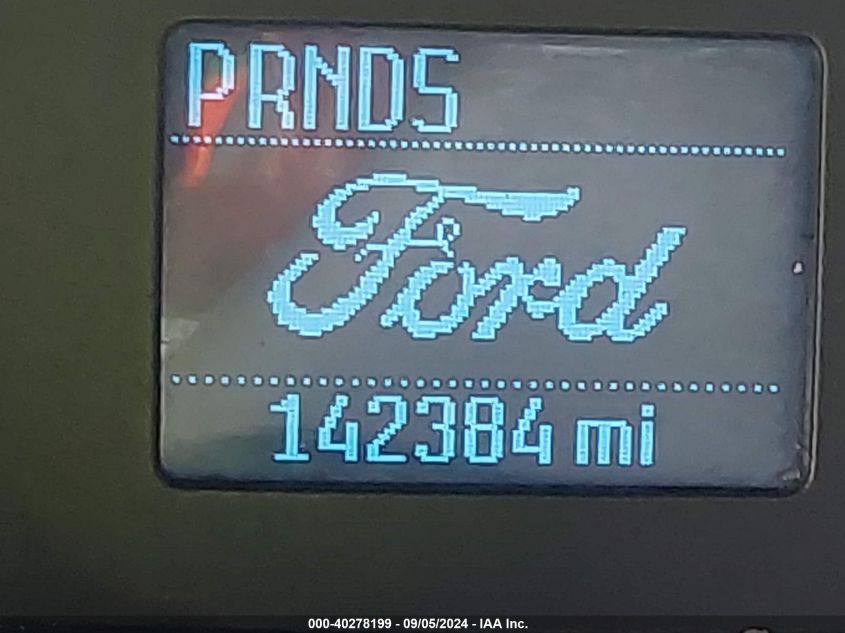 PRNDS
Ford
142384 mi
000-40278199 - 09/05/2024 - IAA Inc.